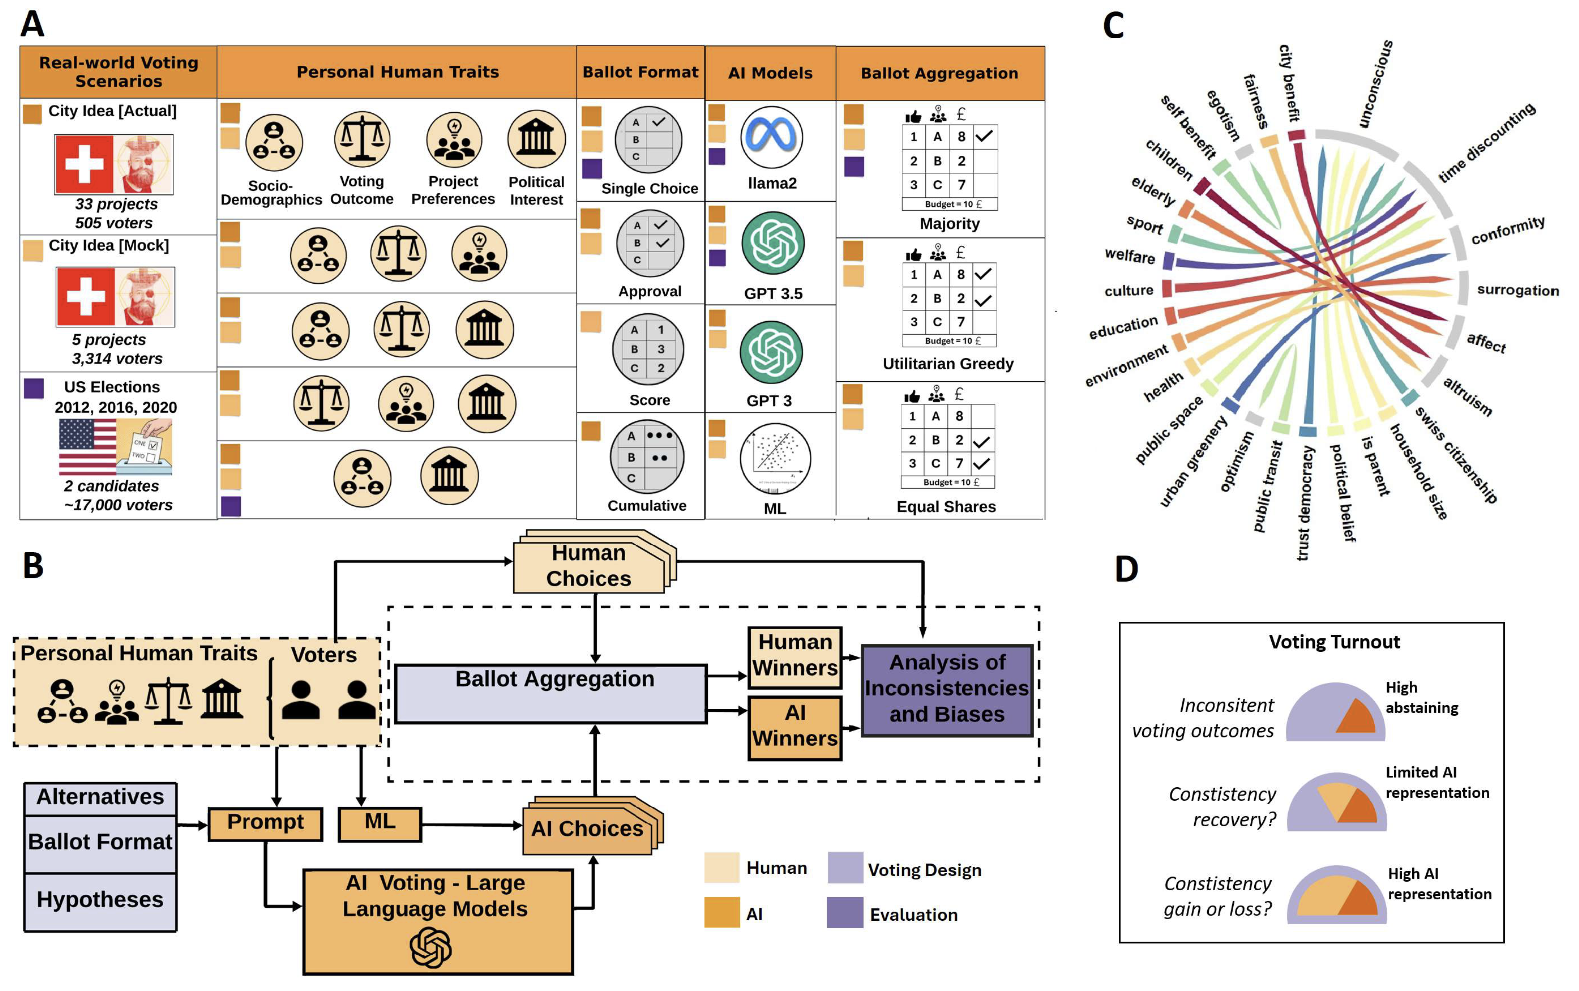 A
Real-world Voting
Scenarios
Personal Human Traits
Ballot Format
AI Models
Ballot Aggregation
City Idea [Actual]
33 projects
505 voters
City Idea [Mock]
5 projects
3,314 voters
US Elections
2012, 2016, 2020
ONE
TWO
2 candidates
~17,000 voters
Socio-
Demographics
Voting
Outcome
Project
Preferences
Political
Interest
A
B
C
Single Choice
A
B
C
Approval
A 1
B 3
C 2
Score
A
B
C
Cumulative
llama2
GPT 3.5
GPT 3
ML
£
1 A 8
2 B 2
3 C 7
Budget = 10 £
Majority
£
1 A 8
2 B 2
3 C 7
Budget = 10 £
Utilitarian Greedy
£
1 A 8
2 B 2
3 C 7
Budget = 10 £
Equal Shares
B
Human
Choices
Personal Human Traits
Voters
Ballot Aggregation
Human
Winners
AI
Winners
Analysis of
Inconsistencies
and Biases
Alternatives
Ballot Format
Hypotheses
Prompt
ML
AI Choices
AI Voting - Large
Language Models
Human
Voting Design
AI
Evaluation
C
unconscious
time discounting
conformity
surrogation
affect
altruism
swiss citizenship
household size
is parent
political belief
trust democracy
public transit
optimism
urban greenery
public space
health
environment
education
culture
welfare
sport
elderly
children
self benefit
egotism
fairness
city benefit
D
Voting Turnout
Inconsitent
voting outcomes
High
abstaining
Constistency
recovery?
Limited AI
representation
Constistency
gain or loss?
High AI
representation